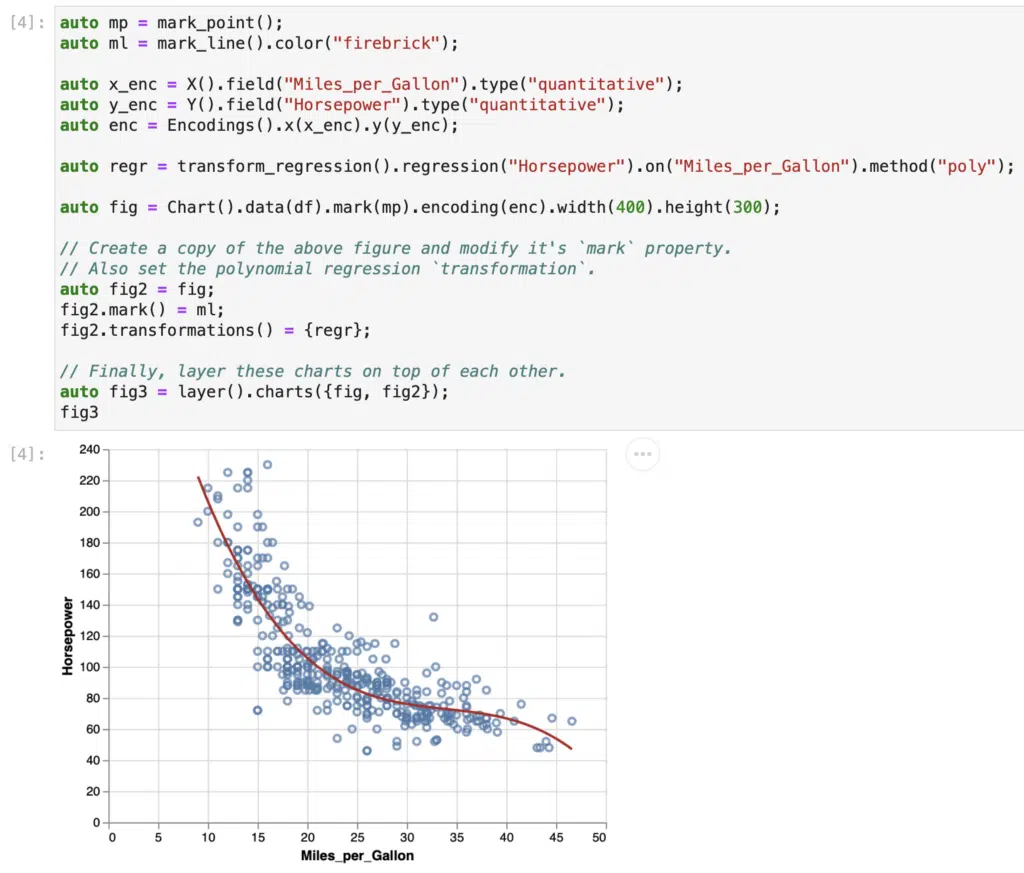 [4]: auto mp = mark_point();
auto ml = mark_line().color("firebrick");
auto x_enc = X().field("Miles_per_Gallon").type("quantitative");
auto y_enc = Y().field("Horsepower").type("quantitative");
auto enc = Encodings().x(x_enc).y(y_enc);
auto regr = transform_regression().regression("Horsepower").on("Miles_per_Gallon").method("poly");
auto fig = Chart().data(df).mark(mp).encoding(enc).width(400).height(300);
// Create a copy of the above figure and modify it's `mark` property.
// Also set the polynomial regression `transformation`.
auto fig2 = fig;
fig2.mark() = ml;
fig2.transformations() = {regr};
// Finally, layer these charts on top of each other.
auto fig3 = layer().charts({fig, fig2});
fig3
[4]:
240
220
200
180
160
140
120
100
80
60
40
20
0
Horsepower
0 5 10 15 20 25 30 35 40 45 50
Miles_per_Gallon